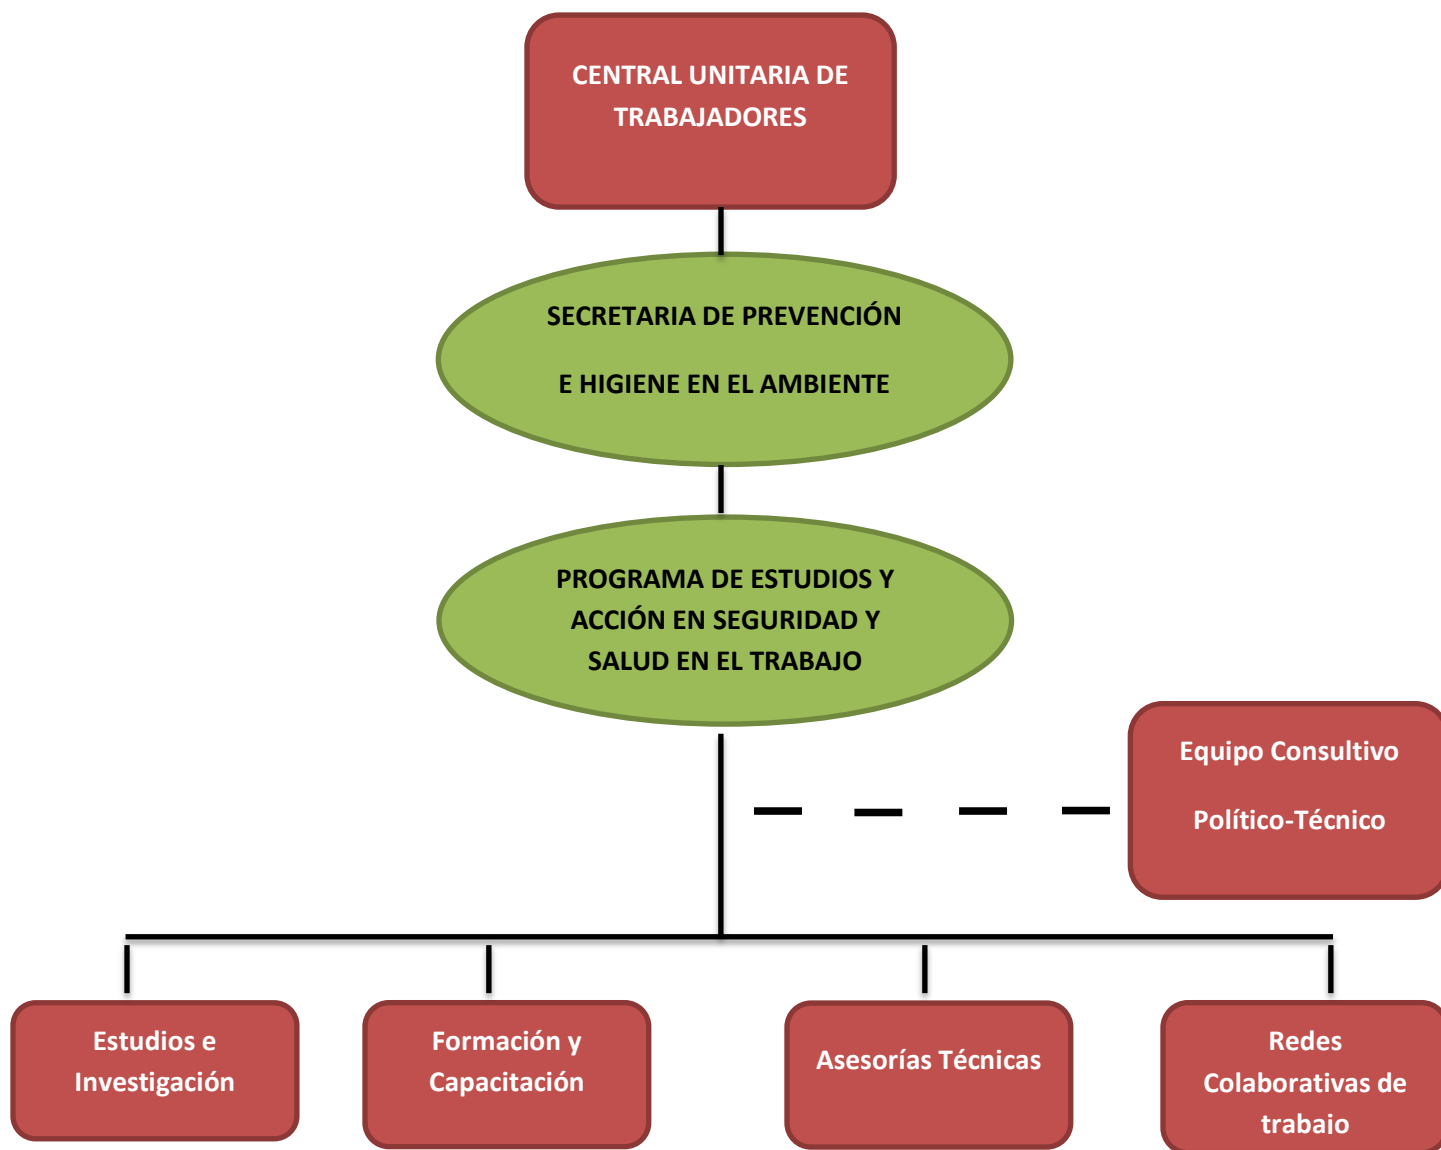 CENTRAL UNITARIA DE
TRABAJADORES
SECRETARIA DE PREVENCIÓN
E HIGIENE EN EL AMBIENTE
PROGRAMA DE ESTUDIOS Y
ACCIÓN EN SEGURIDAD Y
SALUD EN EL TRABAJO
Equipo Consultivo
Político-Técnico
Estudios e
Investigación
Formación y
Capacitación
Asesorías Técnicas
Redes
Colaborativas de
trabajo